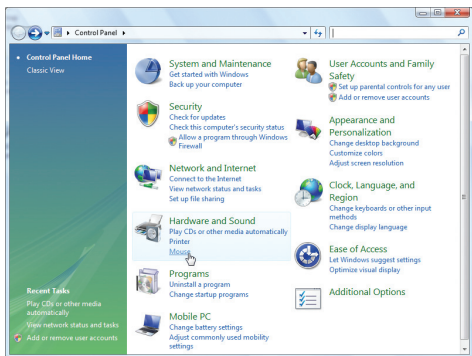 Control Panel
Control Panel Home
Classic View
System and Maintenance
Get started with Windows
Back up your computer
Security
Check for updates
Check this computer's security status
Allow a program through Windows
Firewall
Network and Internet
Connect to the Internet
View network status and tasks
Set up file sharing
Hardware and Sound
Play CDs or other media automatically
Printer
Mouse
Programs
Uninstall a program
Change startup programs
Mobile PC
Change battery settings
Adjust commonly used mobility
settings
User Accounts and Family
Safety
Set up parental controls for any user
Add or remove user accounts
Appearance and
Personalization
Change desktop background
Customize colors
Adjust screen resolution
Clock, Language, and
Region
Change keyboards or other input
methods
Change display language
Ease of Access
Let Windows suggest settings
Optimize visual display
Additional Options
Recent Tasks
Play CDs or other media
automatically
View network status and tasks
Add or remove user accounts